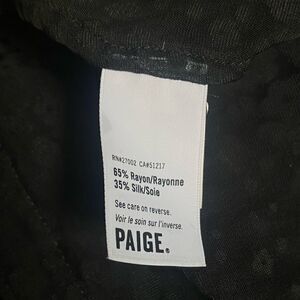 RN#27002 CA#51217
65% Rayon/Rayonne
35% Silk/Soie
See care on reverse.
Voir le soin sur l'inverse.
PAIGE®